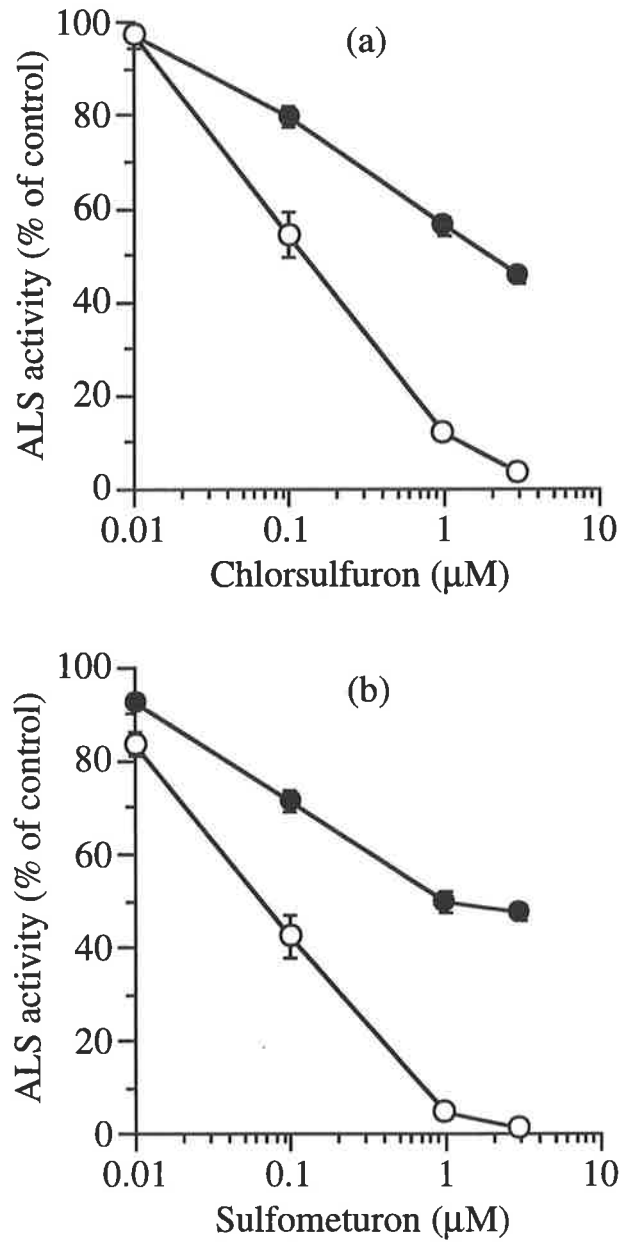 (a)
ALS activity (% of control)
100
80
60
40
20
0
0.01 0.1 1 10
Chlorsulfuron (µM)
(b)
ALS activity (% of control)
100
80
60
40
20
0
0.01 0.1 1 10
Sulfometuron (µM)